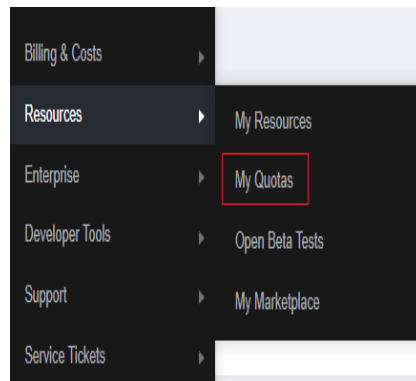 Billing & Costs
Resources
Enterprise
Developer Tools
Support
Service Tickets
My Resources
My Quotas
Open Beta Tests
My Marketplace